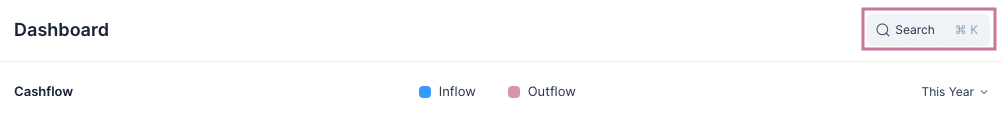 Dashboard Search ⌘ K
Cashflow Inflow Outflow This Year